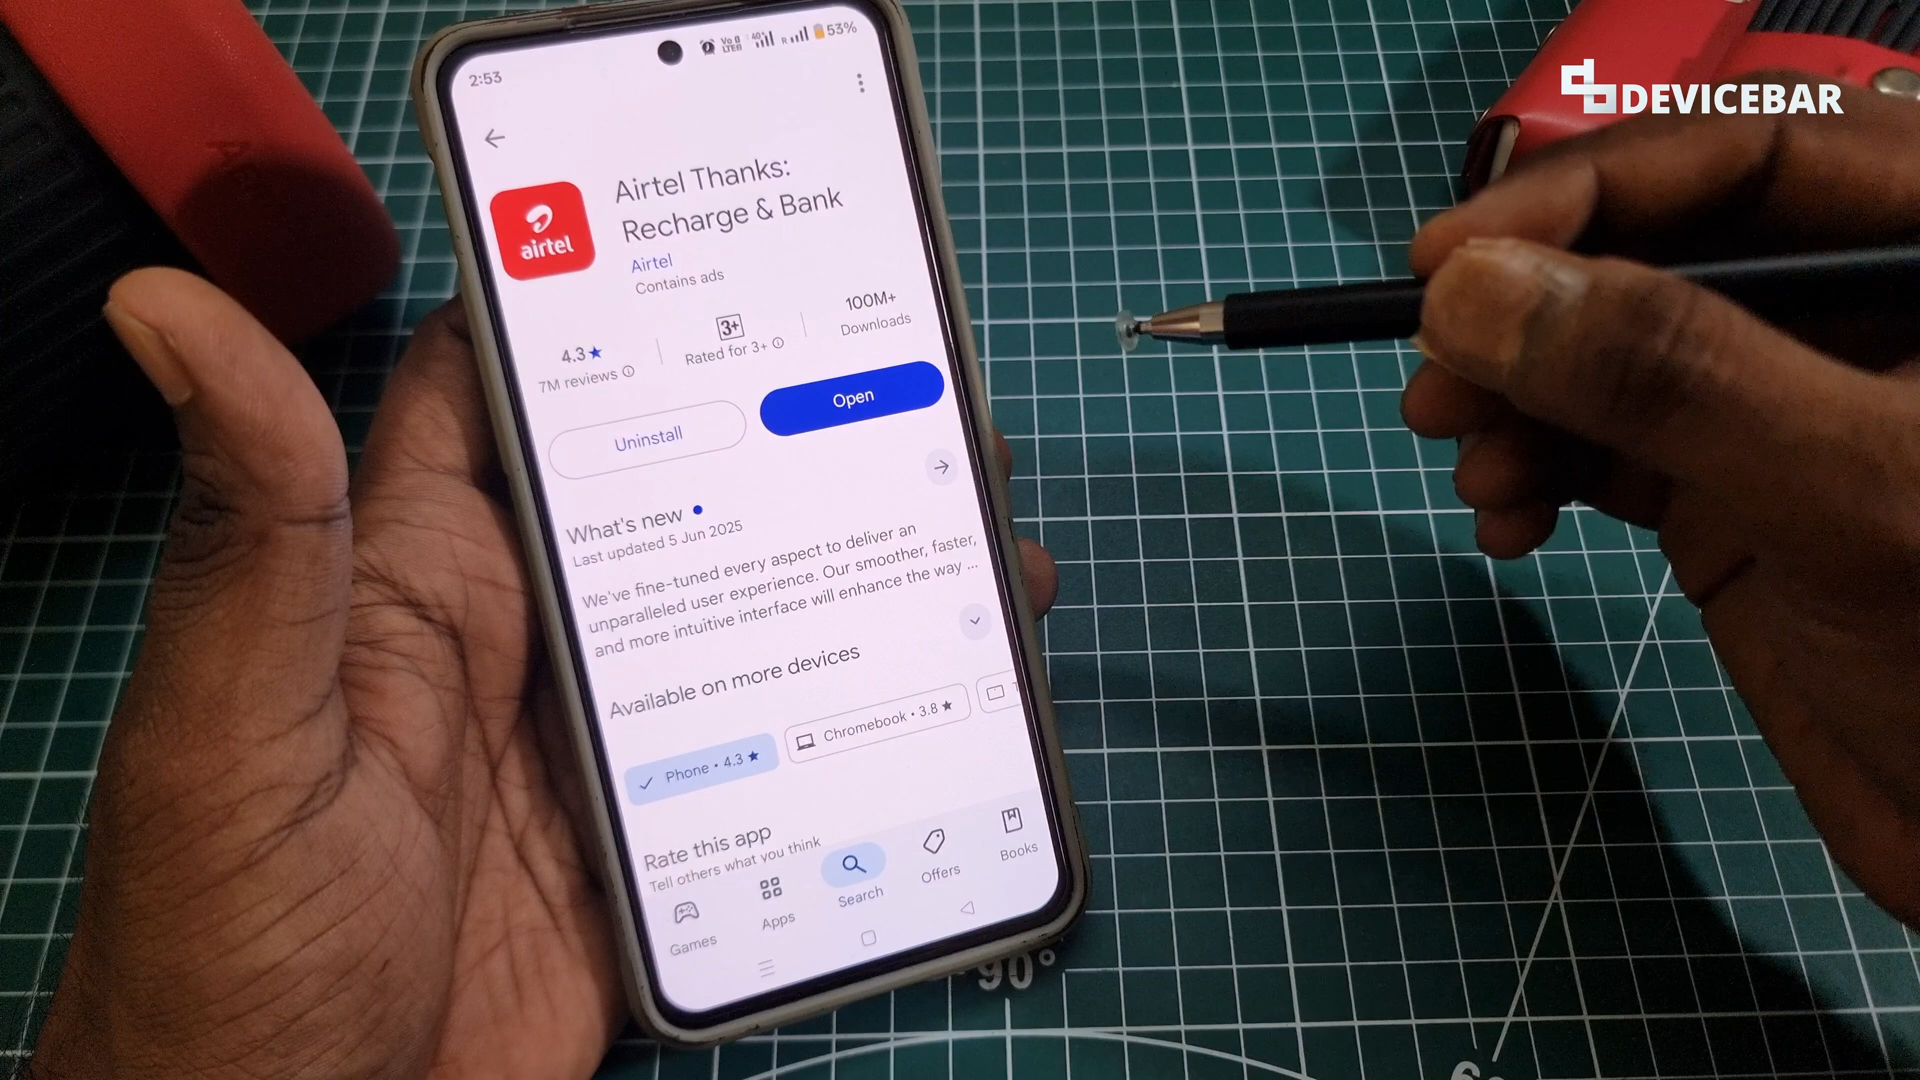 DEVICEBAR
2:53
Vo
LTE
4G
R
53%
Airtel Thanks:
Recharge & Bank
airtel
Airtel
Contains ads
4.3★
7M reviews
3+
Rated for 3+
100M+
Downloads
Uninstall
Open
What's new
Last updated 5 Jun 2025
We've fine-tuned every aspect to deliver an
unparalleled user experience. Our smoother, faster,
and more intuitive interface will enhance the way ...
Available on more devices
Phone • 4.3 ★
Chromebook • 3.8 ★
Rate this app
Tell others what you think
Games
Apps
Search
Offers
Books
90°